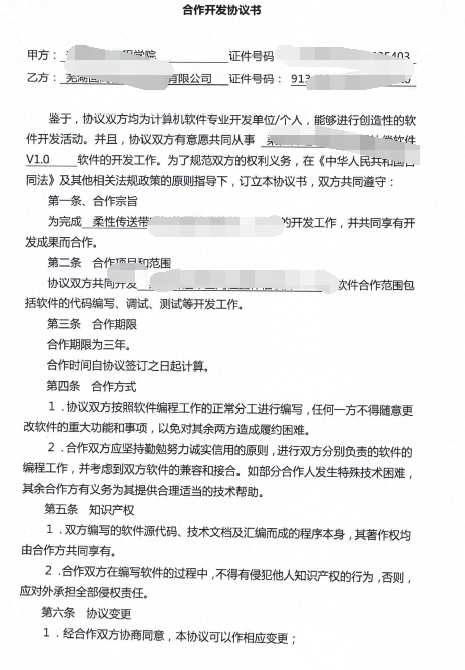 合作开发协议书
甲方： 程学院 证件号码 5403
乙方： 芜湖 有限公司 证件号码：913
鉴于，协议双方均为计算机软件专业开发单位/个人，能够进行创造性的软
件开发活动。并且，协议双方有意愿共同从事 软件
V1.0 软件的开发工作。为了规范双方的权利义务，在《中华人民共和国合
同法》及其他相关法规政策的原则指导下，订立本协议书，双方共同遵守：
第一条、合作宗旨
为完成 柔性传送带 的开发工作，并共同享有开
发成果而合作。
第二条 合作项目和范围
协议双方共同开发 软件合作范围包
括软件的代码编写、调试、测试等开发工作。
第三条 合作期限
合作期限为三年。
合作时间自协议签订之日起计算。
第四条 合作方式
1．协议双方按照软件编程工作的正常分工进行编写，任何一方不得随意更
改软件的重大功能和事项，以免对其余两方造成履约困难。
2．合作双方应坚持勤勉努力诚实信用的原则，进行双方分别负责的软件的
编程工作，并考虑到双方软件的兼容和接合。如部分合作人发生特殊技术困难，
其余合作方有义务为其提供合理适当的技术帮助。
第五条 知识产权
1．双方编写的软件源代码、技术文档及汇编而成的程序本身，其著作权均
由合作方共同享有。
2．合作双方在编写软件的过程中，不得有侵犯他人知识产权的行为，否则，
应对外承担全部侵权责任。
第六条 协议变更
1．经合作双方协商同意，本协议可以作相应变更；